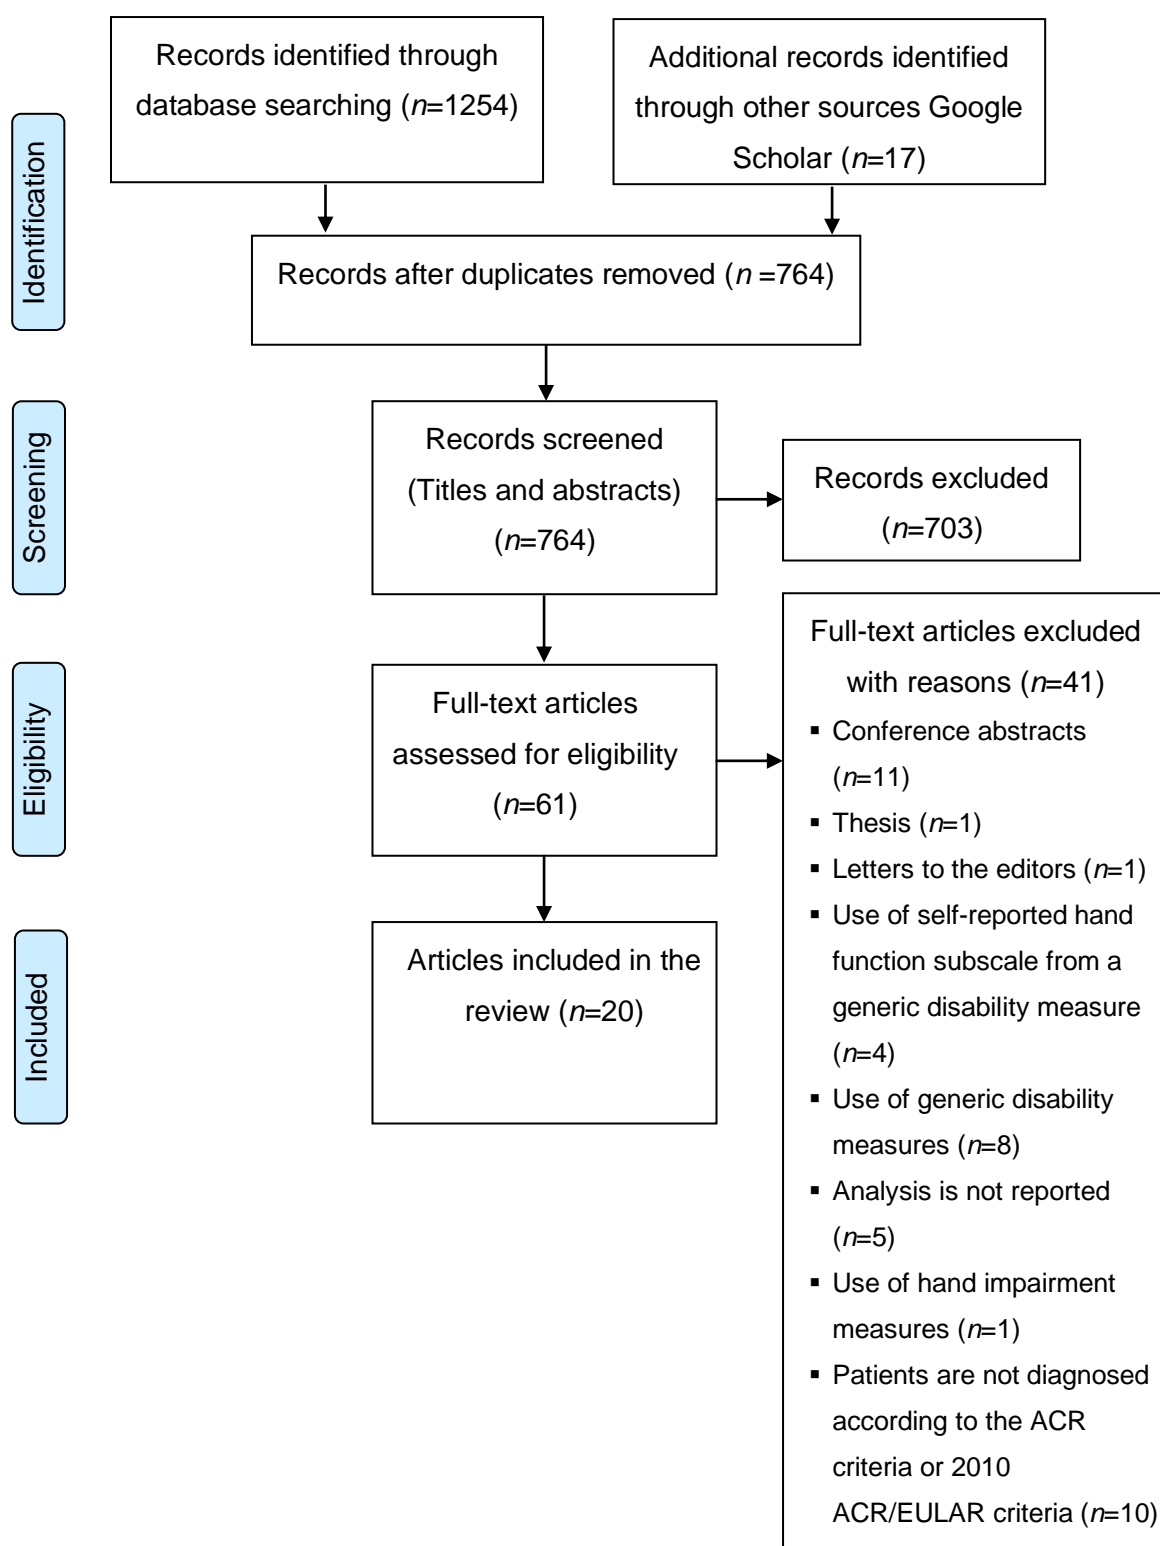 Records identified through
database searching (n=1254)
Additional records identified
through other sources Google
Scholar (n=17)
Identification
Records after duplicates removed (n =764)
Screening
Records screened
(Titles and abstracts)
(n=764)
Records excluded
(n=703)
Eligibility
Full-text articles
assessed for eligibility
(n=61)
Full-text articles excluded
with reasons (n=41)
▪ Conference abstracts
(n=11)
▪ Thesis (n=1)
▪ Letters to the editors (n=1)
▪ Use of self-reported hand
function subscale from a
generic disability measure
(n=4)
▪ Use of generic disability
measures (n=8)
▪ Analysis is not reported
(n=5)
▪ Use of hand impairment
measures (n=1)
▪ Patients are not diagnosed
according to the ACR
criteria or 2010
ACR/EULAR criteria (n=10)
Included
Articles included in the
review (n=20)